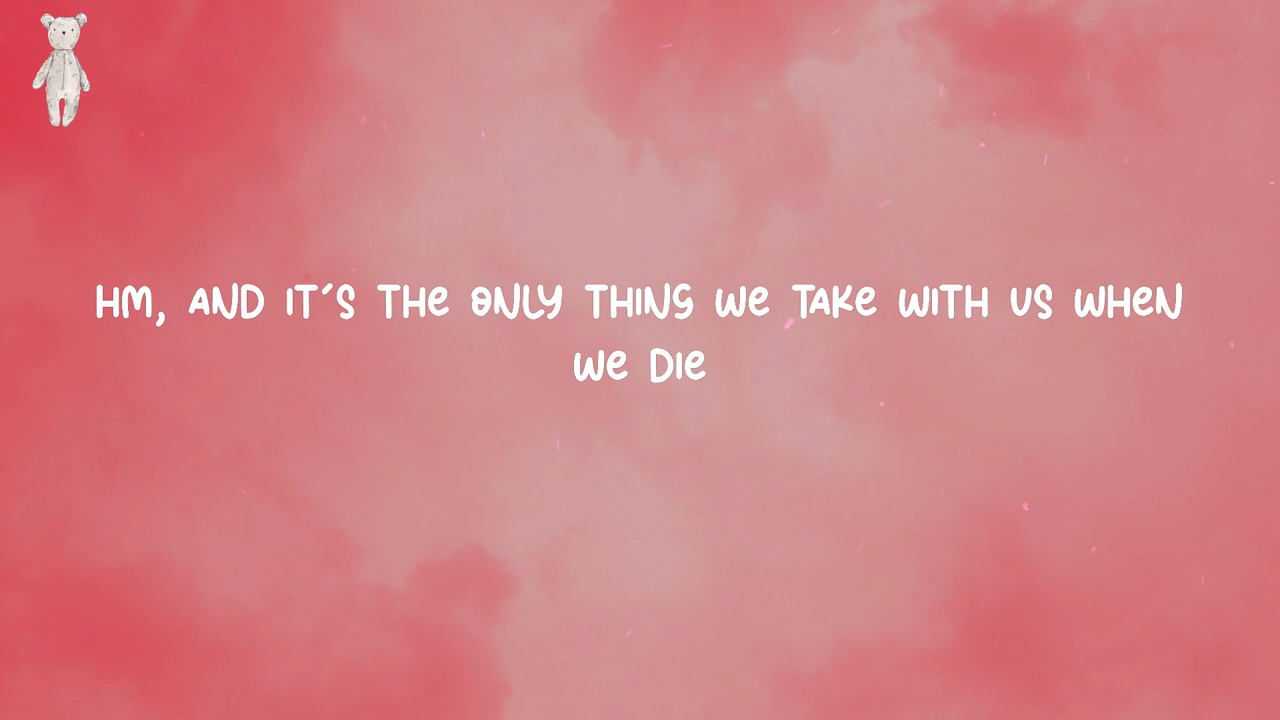 HM, AND IT'S THE ONLY THING WE TAKE WITH US WHEN
WE DIE